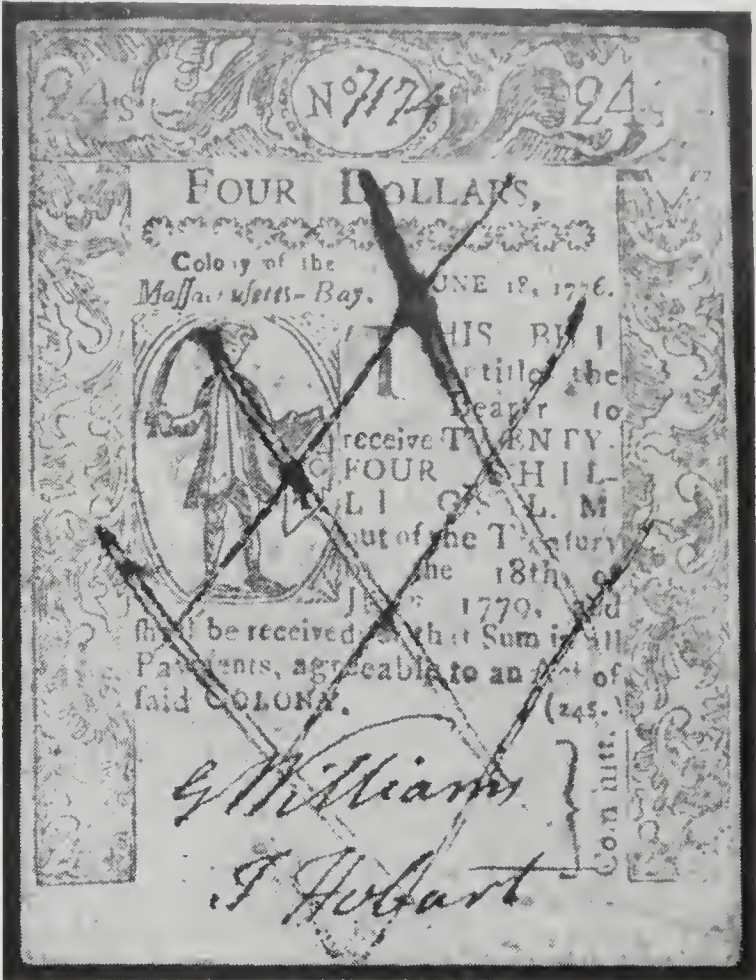 24s Nº 7174 24
FOUR DOLLARS,
Colony of the
Maſſachuſetts-Bay. JUNE 18, 1776.
THIS BILL
entitles the
Bearer to
receive TWENTY-
FOUR SHIL-
LINGS L. M
out of the Treaſury
the 18th of
June 1779, and
ſhall be received for that Sum in all
Payments, agreeable to an Act of
ſaid COLONY. (24s.)
G Williams
J Hobart
Committ.